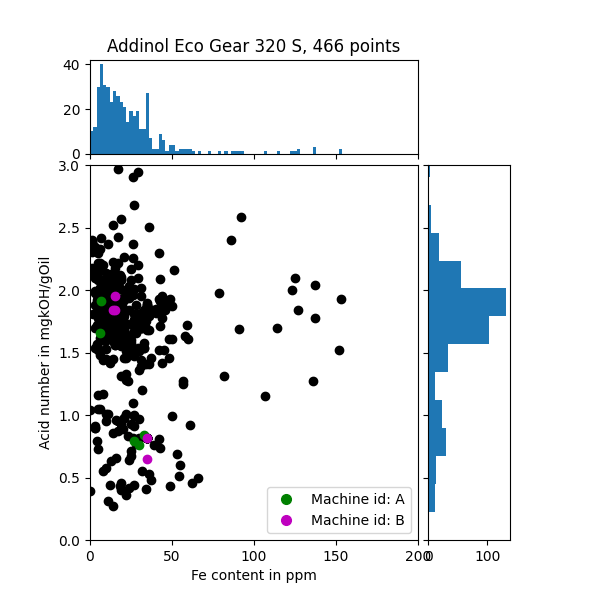 Addinol Eco Gear 320 S, 466 points
40
20
0
3.0
2.5
2.0
1.5
1.0
0.5
0.0
Acid number in mgkOH/gOil
Machine id: A
Machine id: B
0 50 100 150 200
0 100
Fe content in ppm